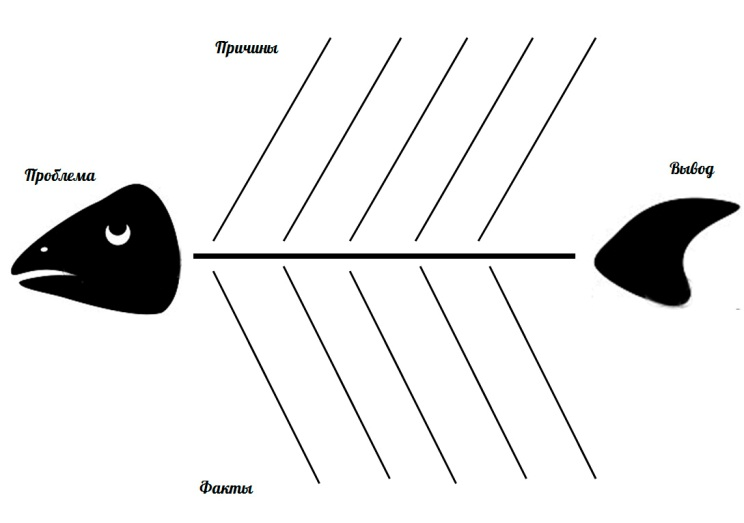 Причины
Проблема
Вывод
Факты